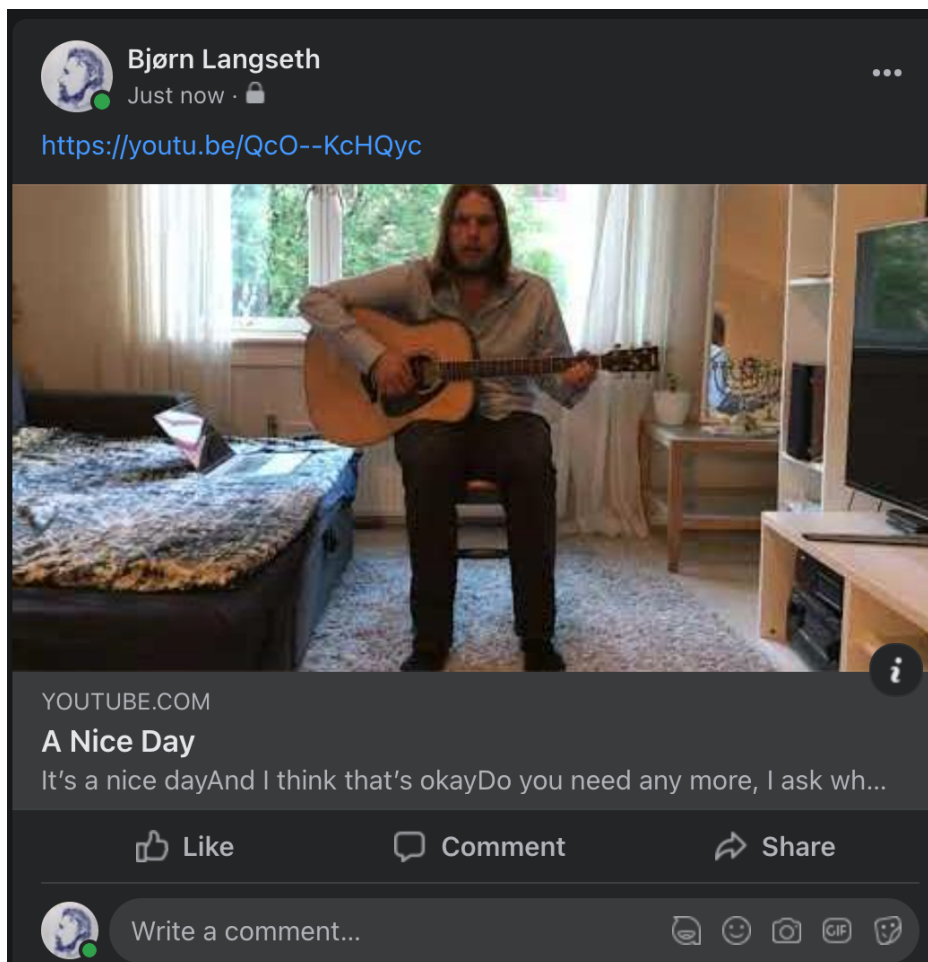 Bjørn Langseth
Just now ·
https://youtu.be/QcO--KcHQyc
YOUTUBE.COM
A Nice Day
It's a nice dayAnd I think that's okayDo you need any more, I ask wh...
Like Comment Share
Write a comment...
GIF